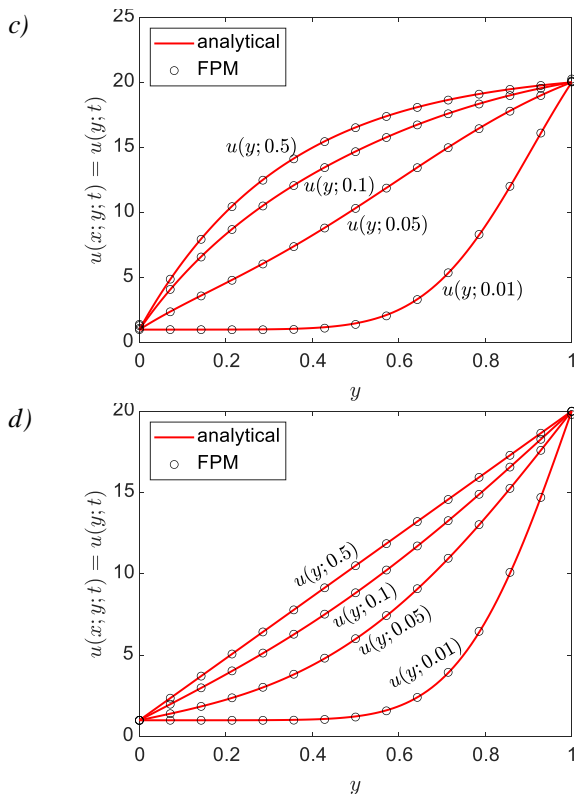 c)
25
20
15
10
5
0
u(x; y; t) = u(y; t)
analytical
FPM
u(y; 0.5)
u(y; 0.1)
u(y; 0.05)
u(y; 0.01)
0 0.2 0.4 0.6 0.8 1
y
d)
20
15
10
5
0
u(x; y; t) = u(y; t)
analytical
FPM
u(y; 0.5)
u(y; 0.1)
u(y; 0.05)
u(y; 0.01)
0 0.2 0.4 0.6 0.8 1
y